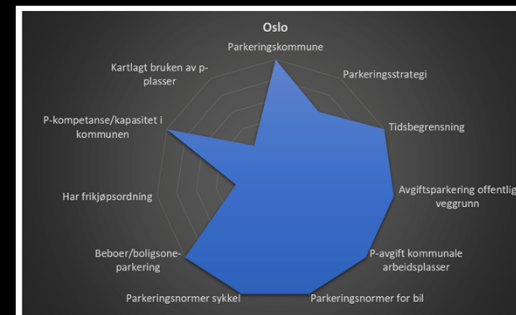 Oslo
Parkeringskommune
Parkeringsstrategi
Tidsbegrensning
Avgiftsparkering offentlig
veggrunn
P-avgift kommunale
arbeidsplasser
Parkeringsnormer for bil
Parkeringsnormer sykkel
Beboer/boligsone-
parkering
Har frikjøpsordning
P-kompetanse/kapasitet i
kommunen
Kartlagt bruken av p-
plasser